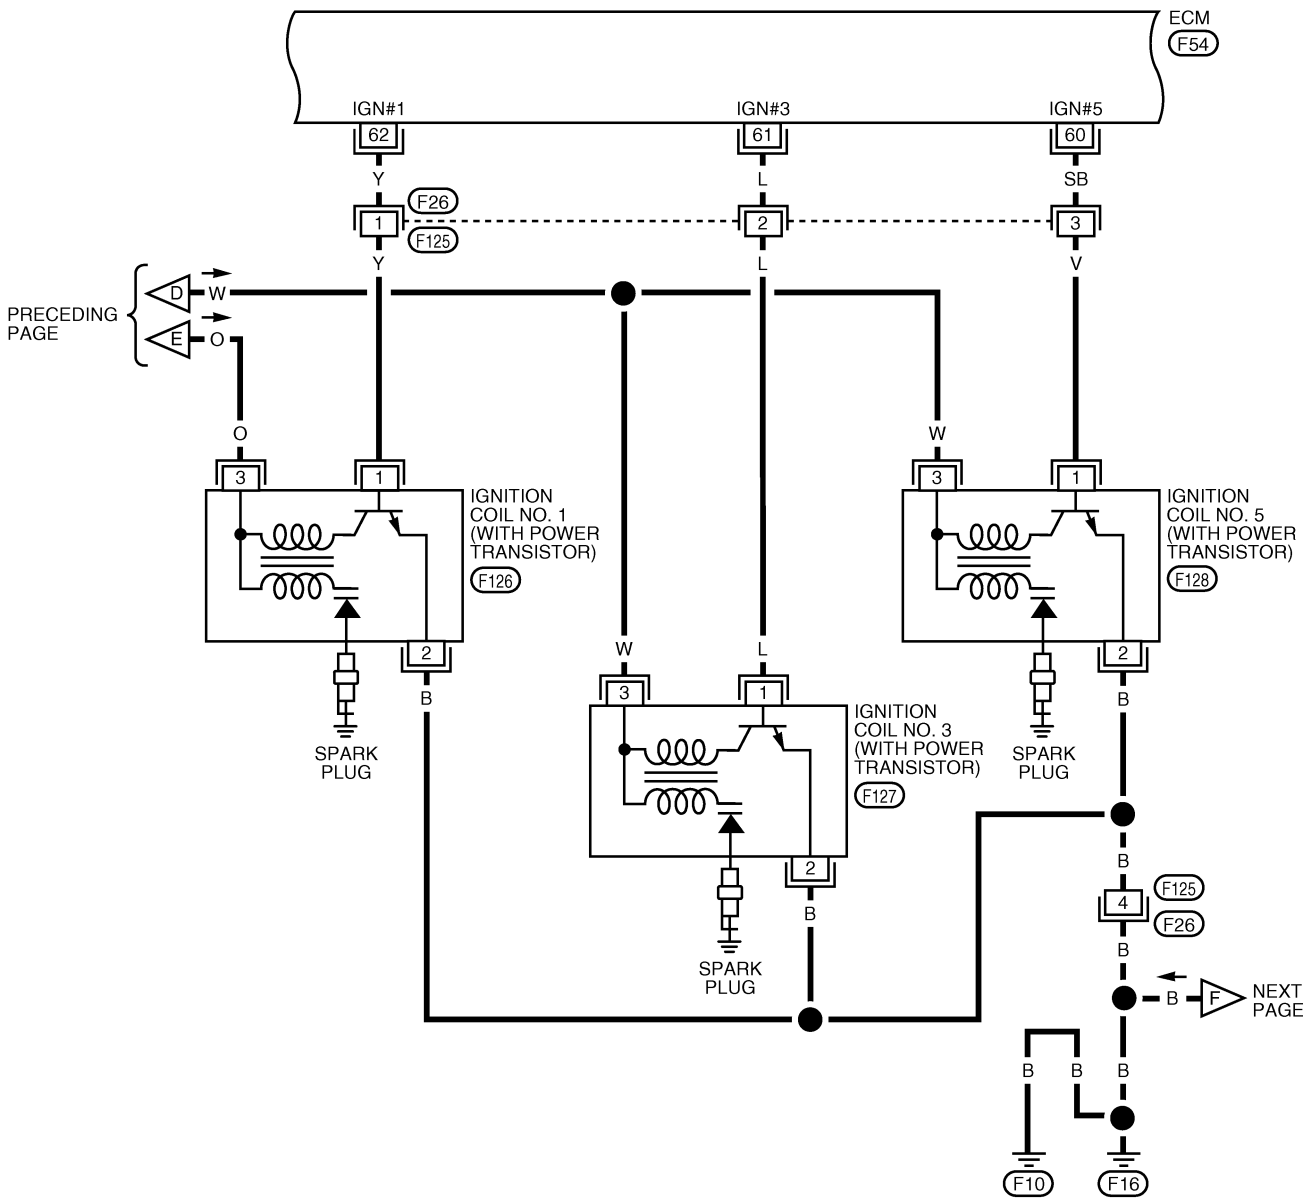 ECM
F54
IGN#1
IGN#3
IGN#5
62
61
60
Y
L
SB
F26
1
2
3
F125
Y
L
V
PRECEDING
PAGE
D
W
E
O
O
W
3
1
3
1
IGNITION
COIL NO. 1
(WITH POWER
TRANSISTOR)
F126
IGNITION
COIL NO. 5
(WITH POWER
TRANSISTOR)
F128
2
B
W
L
2
B
3
1
SPARK
PLUG
IGNITION
COIL NO. 3
(WITH POWER
TRANSISTOR)
F127
SPARK
PLUG
2
B
B
4
F125
F26
B
SPARK
PLUG
B
F
NEXT
PAGE
B
B
B
F10
F16